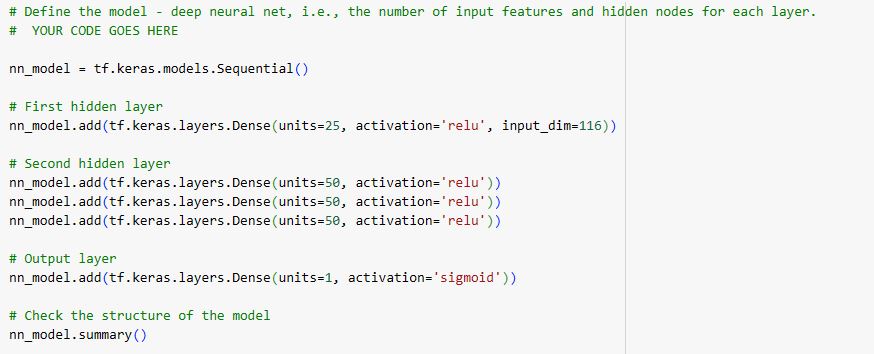 # Define the model - deep neural net, i.e., the number of input features and hidden nodes for each layer.
#  YOUR CODE GOES HERE
nn_model = tf.keras.models.Sequential()
# First hidden layer
nn_model.add(tf.keras.layers.Dense(units=25, activation='relu', input_dim=116))
# Second hidden layer
nn_model.add(tf.keras.layers.Dense(units=50, activation='relu'))
nn_model.add(tf.keras.layers.Dense(units=50, activation='relu'))
nn_model.add(tf.keras.layers.Dense(units=50, activation='relu'))
# Output layer
nn_model.add(tf.keras.layers.Dense(units=1, activation='sigmoid'))
# Check the structure of the model
nn_model.summary()